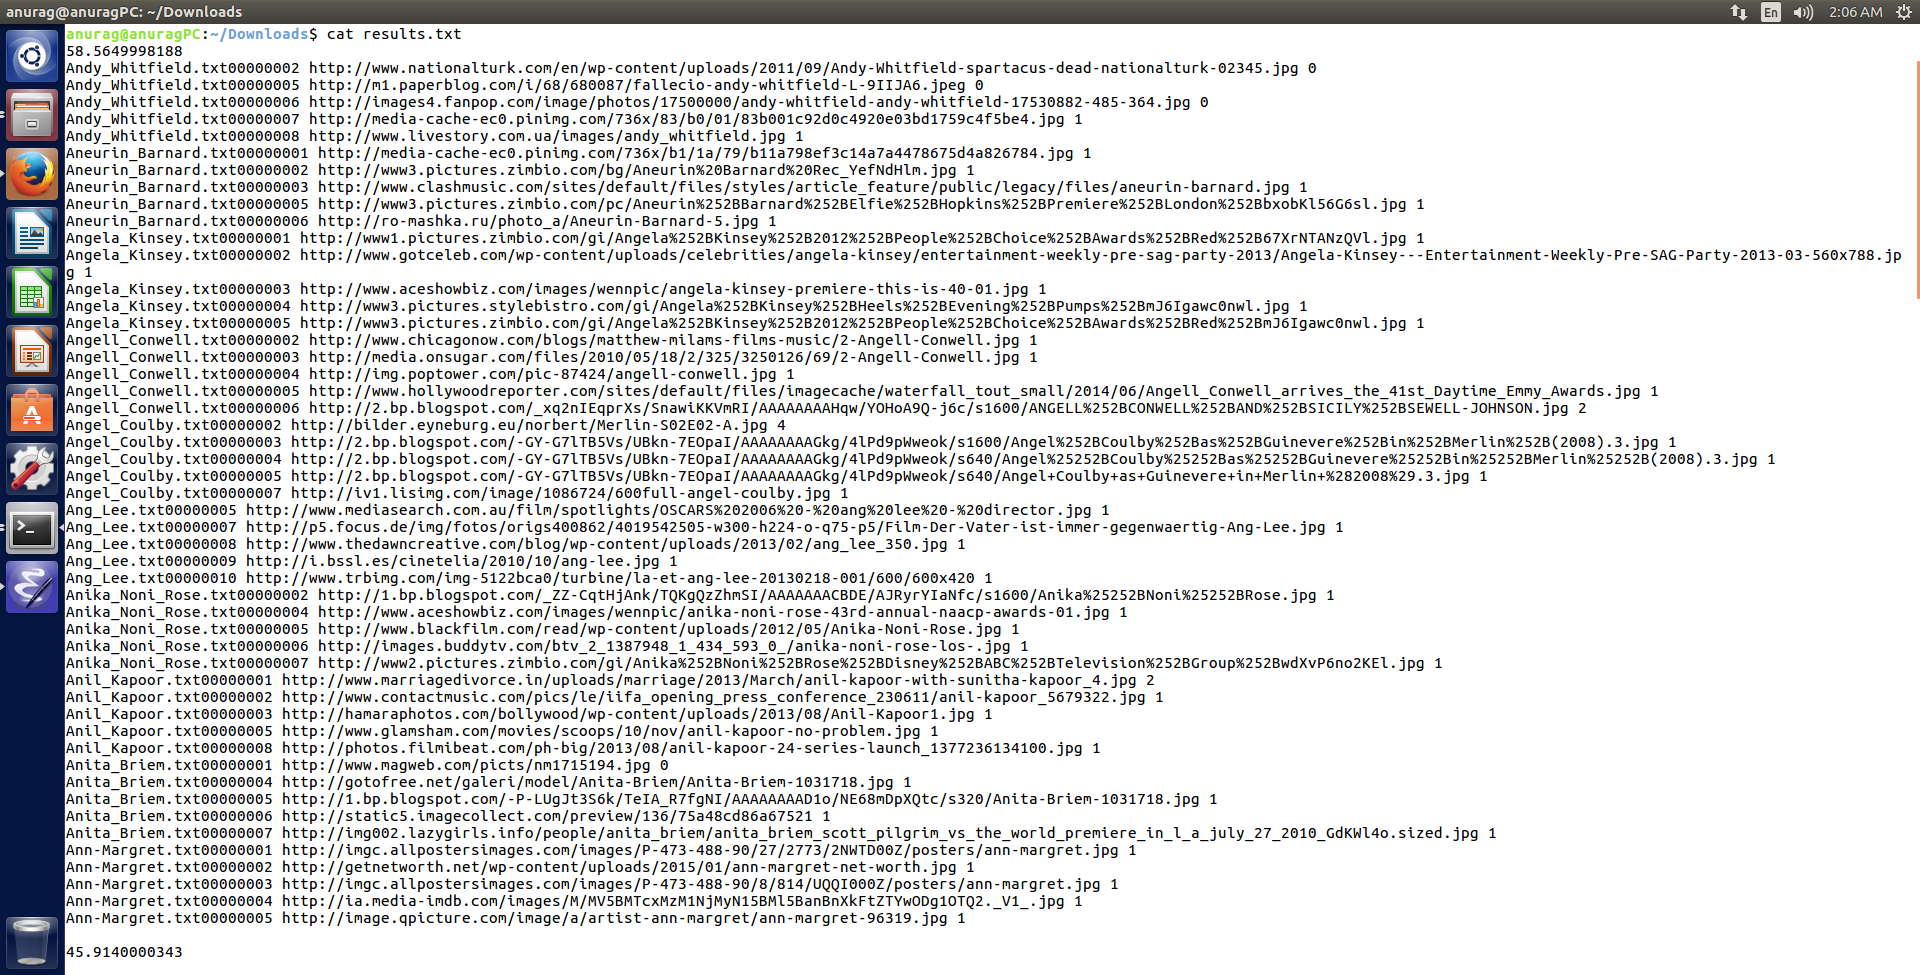 anurag@anuragPC: ~/Downloads
En
2:06 AM
anurag@anuragPC:~/Downloads$ cat results.txt
58.5649998188
Andy_Whitfield.txt00000002 http://www.nationalturk.com/en/wp-content/uploads/2011/09/Andy-Whitfield-spartacus-dead-nationalturk-02345.jpg 0
Andy_Whitfield.txt00000005 http://m1.paperblog.com/i/68/680087/fallecio-andy-whitfield-L-9IIJA6.jpeg 0
Andy_Whitfield.txt00000006 http://images4.fanpop.com/image/photos/17500000/andy-whitfield-andy-whitfield-17530882-485-364.jpg 0
Andy_Whitfield.txt00000007 http://media-cache-ec0.pinimg.com/736x/83/b0/01/83b001c92d0c4920e03bd1759c4f5be4.jpg 1
Andy_Whitfield.txt00000008 http://www.livestory.com.ua/images/andy_whitfield.jpg 1
Aneurin_Barnard.txt00000001 http://media-cache-ec0.pinimg.com/736x/b1/1a/79/b11a798ef3c14a7a4478675d4a826784.jpg 1
Aneurin_Barnard.txt00000002 http://www3.pictures.zimbio.com/bg/Aneurin%20Barnard%20Rec_YefNdHlm.jpg 1
Aneurin_Barnard.txt00000003 http://www.clashmusic.com/sites/default/files/styles/article_feature/public/legacy/files/aneurin-barnard.jpg 1
Aneurin_Barnard.txt00000005 http://www3.pictures.zimbio.com/pc/Aneurin%252BBarnard%252BElfie%252BHopkins%252BPremiere%252BLondon%252BbxobKl56G6sl.jpg 1
Aneurin_Barnard.txt00000006 http://ro-mashka.ru/photo_a/Aneurin-Barnard-5.jpg 1
Angela_Kinsey.txt00000001 http://www1.pictures.zimbio.com/gi/Angela%252BKinsey%252B2012%252BPeople%252BChoice%252BAwards%252BRed%252B67XrNTANzQVl.jpg 1
Angela_Kinsey.txt00000002 http://www.gotceleb.com/wp-content/uploads/celebrities/angela-kinsey/entertainment-weekly-pre-sag-party-2013/Angela-Kinsey---Entertainment-Weekly-Pre-SAG-Party-2013-03-560x788.jp
g 1
Angela_Kinsey.txt00000003 http://www.aceshowbiz.com/images/wennpic/angela-kinsey-premiere-this-is-40-01.jpg 1
Angela_Kinsey.txt00000004 http://www3.pictures.stylebistro.com/gi/Angela%252BKinsey%252BHeels%252BEvening%252BPumps%252BmJ6Igawc0nwl.jpg 1
Angela_Kinsey.txt00000005 http://www3.pictures.zimbio.com/gi/Angela%252BKinsey%252B2012%252BPeople%252BChoice%252BAwards%252BRed%252BmJ6Igawc0nwl.jpg 1
Angell_Conwell.txt00000002 http://www.chicagonow.com/blogs/matthew-milams-films-music/2-Angell-Conwell.jpg 1
Angell_Conwell.txt00000003 http://media.onsugar.com/files/2010/05/18/2/325/3250126/69/2-Angell-Conwell.jpg 1
Angell_Conwell.txt00000004 http://img.poptower.com/pic-87424/angell-conwell.jpg 1
Angell_Conwell.txt00000005 http://www.hollywoodreporter.com/sites/default/files/imagecache/waterfall_tout_small/2014/06/Angell_Conwell_arrives_the_41st_Daytime_Emmy_Awards.jpg 1
Angell_Conwell.txt00000006 http://2.bp.blogspot.com/_xq2nIEqprXs/SnawiKKVmRI/AAAAAAAAHqw/YOHoA9Q-j6c/s1600/ANGELL%252BCONWELL%252BAND%252BSICILY%252BSEWELL-JOHNSON.jpg 2
Angel_Coulby.txt00000002 http://bilder.eyneburg.eu/norbert/Merlin-S02E02-A.jpg 4
Angel_Coulby.txt00000003 http://2.bp.blogspot.com/-GY-G7lTB5Vs/UBkn-7EOpaI/AAAAAAAAGkg/4lPd9pWweok/s1600/Angel%252BCoulby%252Bas%252BGuinevere%252Bin%252BMerlin%252B(2008).3.jpg 1
Angel_Coulby.txt00000004 http://2.bp.blogspot.com/-GY-G7lTB5Vs/UBkn-7EOpaI/AAAAAAAAGkg/4lPd9pWweok/s640/Angel%25252BCoulby%25252Bas%25252BGuinevere%25252Bin%25252BMerlin%25252B(2008).3.jpg 1
Angel_Coulby.txt00000005 http://2.bp.blogspot.com/-GY-G7lTB5Vs/UBkn-7EOpaI/AAAAAAAAGkg/4lPd9pWweok/s640/Angel+Coulby+as+Guinevere+in+Merlin+%282008%29.3.jpg 1
Angel_Coulby.txt00000007 http://iv1.lisimg.com/image/1086724/600full-angel-coulby.jpg 1
Ang_Lee.txt00000005 http://www.mediasearch.com.au/film/spotlights/OSCARS%202006%20-%20ang%20lee%20-%20director.jpg 1
Ang_Lee.txt00000007 http://p5.focus.de/img/fotos/origs400862/4019542505-w300-h224-o-q75-p5/Film-Der-Vater-ist-immer-gegenwaertig-Ang-Lee.jpg 1
Ang_Lee.txt00000008 http://www.thedawncreative.com/blog/wp-content/uploads/2013/02/ang_lee_350.jpg 1
Ang_Lee.txt00000009 http://i.bssl.es/cinetelia/2010/10/ang-lee.jpg 1
Ang_Lee.txt00000010 http://www.trbimg.com/img-5122bca0/turbine/la-et-ang-lee-20130218-001/600/600x420 1
Anika_Noni_Rose.txt00000002 http://1.bp.blogspot.com/_ZZ-CqtHjAnk/TQKgQzZhmSI/AAAAAAACBDE/AJRyrYIaNfc/s1600/Anika%25252BNoni%25252BRose.jpg 1
Anika_Noni_Rose.txt00000004 http://www.aceshowbiz.com/images/wennpic/anika-noni-rose-43rd-annual-naacp-awards-01.jpg 1
Anika_Noni_Rose.txt00000005 http://www.blackfilm.com/read/wp-content/uploads/2012/05/Anika-Noni-Rose.jpg 1
Anika_Noni_Rose.txt00000006 http://images.buddytv.com/btv_2_1387948_1_434_593_0_/anika-noni-rose-los-.jpg 1
Anika_Noni_Rose.txt00000007 http://www2.pictures.zimbio.com/gi/Anika%252BNoni%252BRose%252BDisney%252BABC%252BTelevision%252BGroup%252BwdXvP6no2KEl.jpg 1
Anil_Kapoor.txt00000001 http://www.marriagedivorce.in/uploads/marriage/2013/March/anil-kapoor-with-sunitha-kapoor_4.jpg 2
Anil_Kapoor.txt00000002 http://www.contactmusic.com/pics/le/iifa_opening_press_conference_230611/anil-kapoor_5679322.jpg 1
Anil_Kapoor.txt00000003 http://hamaraphotos.com/bollywood/wp-content/uploads/2013/08/Anil-Kapoor1.jpg 1
Anil_Kapoor.txt00000005 http://www.glamsham.com/movies/scoops/10/nov/anil-kapoor-no-problem.jpg 1
Anil_Kapoor.txt00000008 http://photos.filmibeat.com/ph-big/2013/08/anil-kapoor-24-series-launch_1377236134100.jpg 1
Anita_Briem.txt00000001 http://www.magweb.com/picts/nm1715194.jpg 0
Anita_Briem.txt00000004 http://gotofree.net/galeri/model/Anita-Briem/Anita-Briem-1031718.jpg 1
Anita_Briem.txt00000005 http://1.bp.blogspot.com/-P-LUgJt3S6k/TeIA_R7fgNI/AAAAAAAAD1o/NE68mDpXQtc/s320/Anita-Briem-1031718.jpg 1
Anita_Briem.txt00000006 http://static5.imagecollect.com/preview/136/75a48cd86a67521 1
Anita_Briem.txt00000007 http://img002.lazygirls.info/people/anita_briem/anita_briem_scott_pilgrim_vs_the_world_premiere_in_l_a_july_27_2010_GdKWl4o.sized.jpg 1
Ann-Margret.txt00000001 http://imgc.allpostersimages.com/images/P-473-488-90/27/2773/2NWTD00Z/posters/ann-margret.jpg 1
Ann-Margret.txt00000002 http://getnetworth.net/wp-content/uploads/2015/01/ann-margret-net-worth.jpg 1
Ann-Margret.txt00000003 http://imgc.allpostersimages.com/images/P-473-488-90/8/814/UQQI000Z/posters/ann-margret.jpg 1
Ann-Margret.txt00000004 http://ia.media-imdb.com/images/M/MV5BMTcxMzM1NjMyN15BMl5BanBnXkFtZTYwODg1OTQ2._V1_.jpg 1
Ann-Margret.txt00000005 http://image.qpicture.com/image/a/artist-ann-margret/ann-margret-96319.jpg 1
45.9140000343